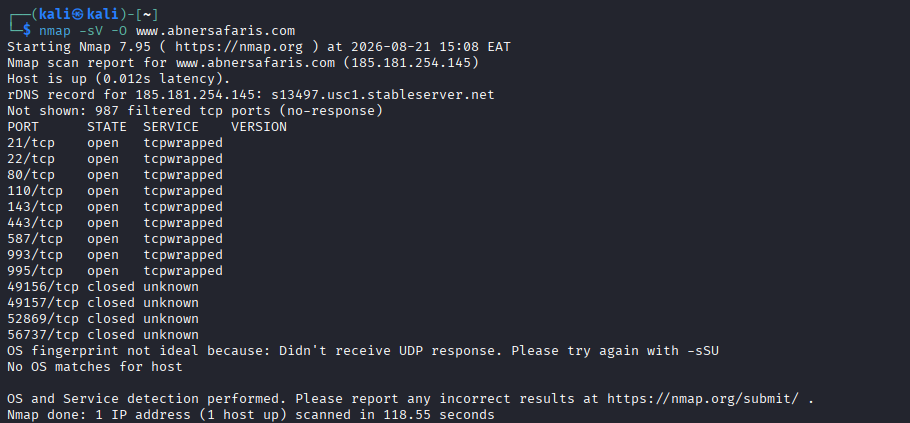 ┌──(kali㉿kali)-[~]
└─$ nmap -sV -O www.abnersafaris.com
Starting Nmap 7.95 ( https://nmap.org ) at 2026-08-21 15:08 EAT
Nmap scan report for www.abnersafaris.com (185.181.254.145)
Host is up (0.012s latency).
rDNS record for 185.181.254.145: s13497.usc1.stableserver.net
Not shown: 987 filtered tcp ports (no-response)
PORT      STATE  SERVICE    VERSION
21/tcp    open   tcpwrapped
22/tcp    open   tcpwrapped
80/tcp    open   tcpwrapped
110/tcp   open   tcpwrapped
143/tcp   open   tcpwrapped
443/tcp   open   tcpwrapped
587/tcp   open   tcpwrapped
993/tcp   open   tcpwrapped
995/tcp   open   tcpwrapped
49156/tcp closed unknown
49157/tcp closed unknown
52869/tcp closed unknown
56737/tcp closed unknown
OS fingerprint not ideal because: Didn't receive UDP response. Please try again with -sSU
No OS matches for host

OS and Service detection performed. Please report any incorrect results at https://nmap.org/submit/ .
Nmap done: 1 IP address (1 host up) scanned in 118.55 seconds